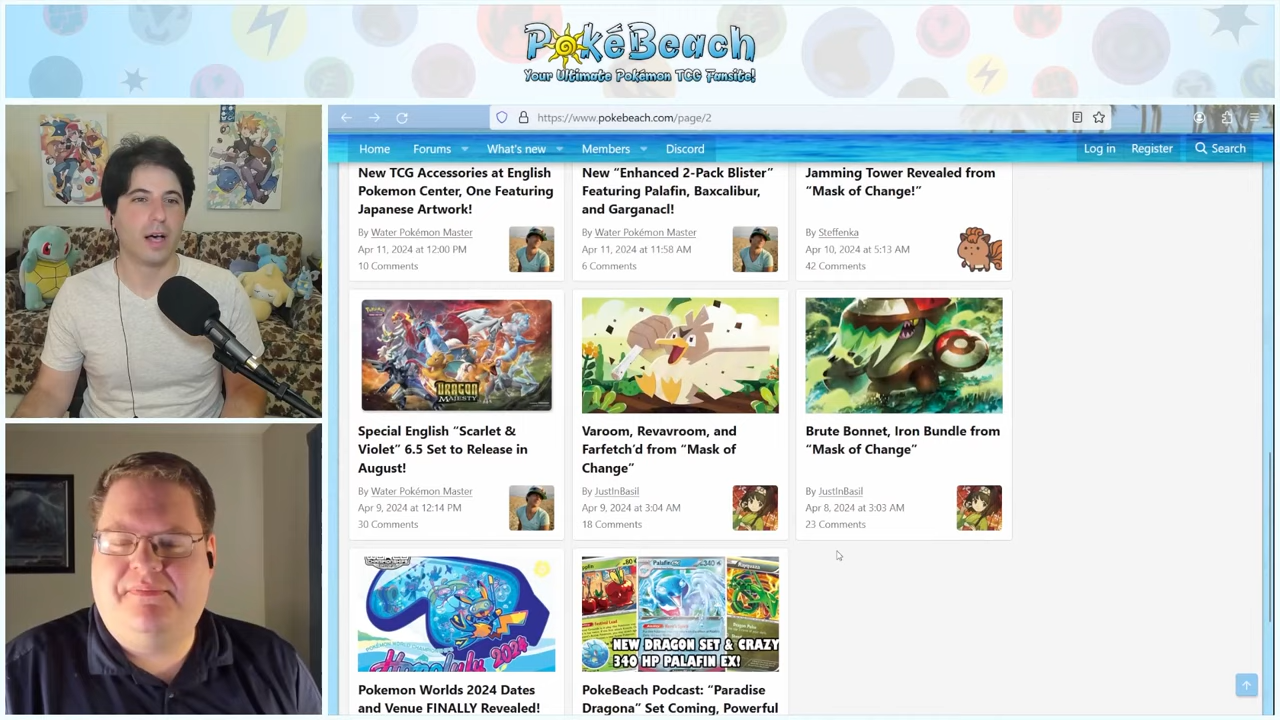 PokéBeach
Your Ultimate Pokémon TCG Fansite!
https://www.pokebeach.com/page/2
Home
Forums
What's new
Members
Discord
Log in
Register
Search
New TCG Accessories at English
Pokemon Center, One Featuring
Japanese Artwork!
By Water Pokémon Master
Apr 11, 2024 at 12:00 PM
10 Comments
New “Enhanced 2-Pack Blister”
Featuring Palafin, Baxcalibur,
and Garganacl!
By Water Pokémon Master
Apr 11, 2024 at 11:58 AM
6 Comments
Jamming Tower Revealed from
“Mask of Change!”
By Steffenka
Apr 10, 2024 at 5:13 AM
42 Comments
DRAGON
MAJESTY
Special English “Scarlet &
Violet” 6.5 Set to Release in
August!
By Water Pokémon Master
Apr 9, 2024 at 12:14 PM
30 Comments
Varoom, Revavroom, and
Farfetch’d from “Mask of
Change”
By JustInBasil
Apr 9, 2024 at 3:04 AM
18 Comments
Brute Bonnet, Iron Bundle from
“Mask of Change”
By JustInBasil
Apr 8, 2024 at 3:03 AM
23 Comments
Honolulu 2024
Pokemon Worlds 2024 Dates
and Venue FINALLY Revealed!
Palafin
340
Rayquaza
NEW DRAGON SET & CRAZY
340 HP PALAFIN EX!
PokeBeach Podcast: “Paradise
Dragona” Set Coming, Powerful